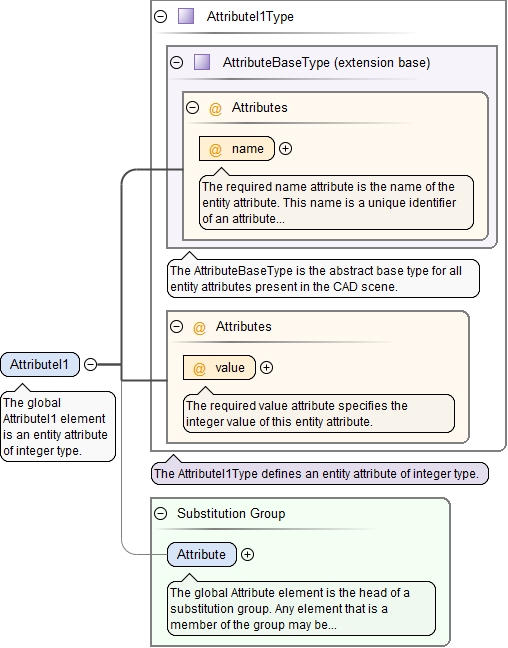 AttributeI1Type
AttributeBaseType (extension base)
@ Attributes
@ name
The required name attribute is the name of the
entity attribute. This name is a unique identifier
of an attribute...
The AttributeBaseType is the abstract base type for all
entity attributes present in the CAD scene.
@ Attributes
@ value
The required value attribute specifies the
integer value of this entity attribute.
AttributeI1
The global
AttributeI1 element
is an entity attribute
of integer type.
The AttributeI1Type defines an entity attribute of integer type.
Substitution Group
Attribute
The global Attribute element is the head of a
substitution group. Any element that is a
member of the group may be...